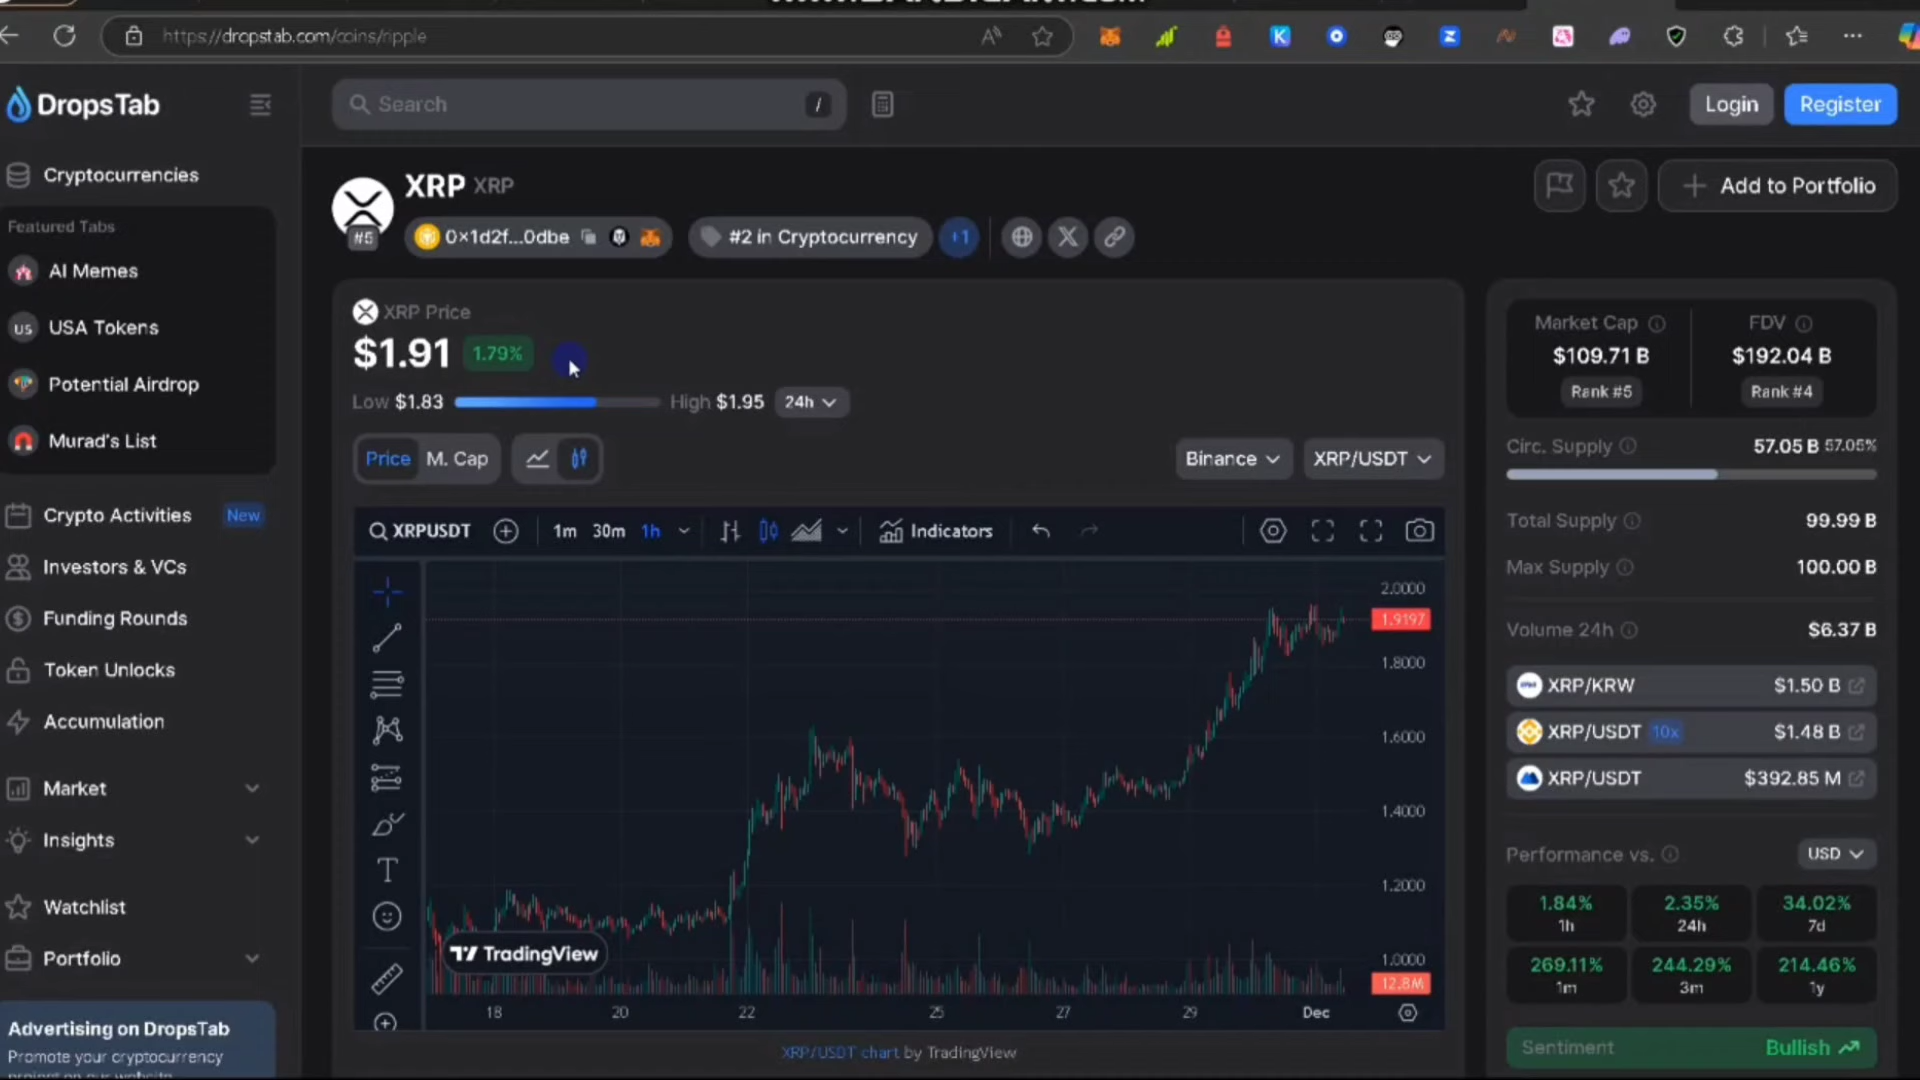 https://dropstab.com/coins/ripple
DropsTab
Search
/
Login
Register
Cryptocurrencies
Featured Tabs
AI Memes
US USA Tokens
Potential Airdrop
Murad's List
Crypto Activities New
Investors & VCs
Funding Rounds
Token Unlocks
Accumulation
Market
Insights
Watchlist
Portfolio
Advertising on DropsTab
Promote your cryptocurrency
XRP XRP
#5
0x1d2f...0dbe
#2 in Cryptocurrency
+1
Add to Portfolio
XRP Price
$1.91 1.79%
Low $1.83 High $1.95 24h
Price M. Cap
Binance XRP/USDT
XRPUSDT 1m 30m 1h Indicators
2.0000
1.9197
1.8000
1.6000
1.4000
1.2000
1.0000
12.8M
TradingView
18 20 22 25 27 29 Dec
XRP/USDT chart by TradingView
Market Cap FDV
$109.71 B $192.04 B
Rank #5 Rank #4
Circ. Supply 57.05 B 57.05%
Total Supply 99.99 B
Max Supply 100.00 B
Volume 24h $6.37 B
XRP/KRW $1.50 B
XRP/USDT 10x $1.48 B
XRP/USDT $392.85 M
Performance vs. USD
1.84% 2.35% 34.02%
1h 24h 7d
269.11% 244.29% 214.46%
1m 3m 1y
Sentiment Bullish